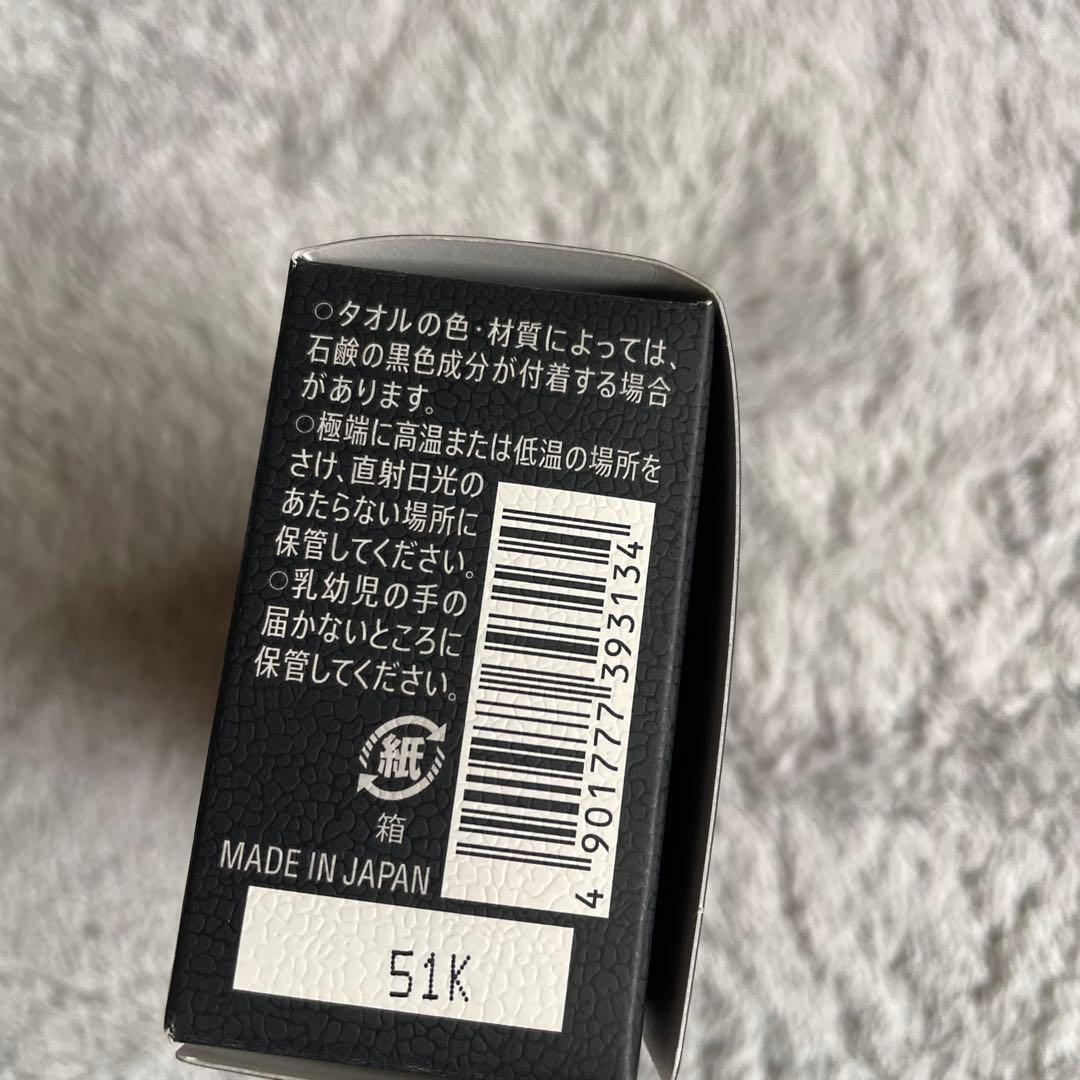 ○タオルの色・材質によっては、
石鹸の黒色成分が付着する場合
があります。
○極端に高温または低温の場所を
さけ、直射日光の
あたらない場所に
保管してください。
○乳幼児の手の
届かないところに
保管してください。
紙
箱
MADE IN JAPAN
4 901777 393134
51K